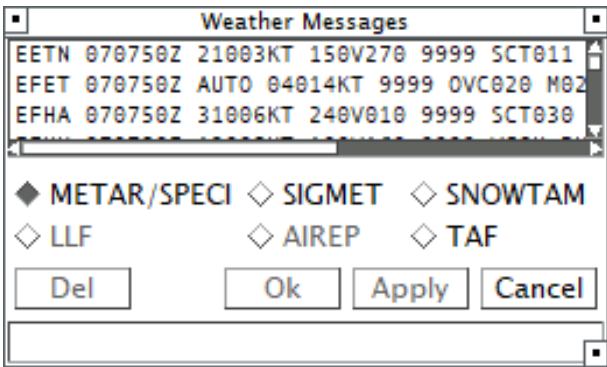 Weather Messages
EETN 070750Z 21003KT 150V270 9999 SCT011
EFET 070750Z AUTO 04014KT 9999 OVC020 M02
EFHA 070750Z 31006KT 240V010 9999 SCT030
METAR/SPECI SIGMET SNOWTAM
LLF AIREP TAF
Del Ok Apply Cancel